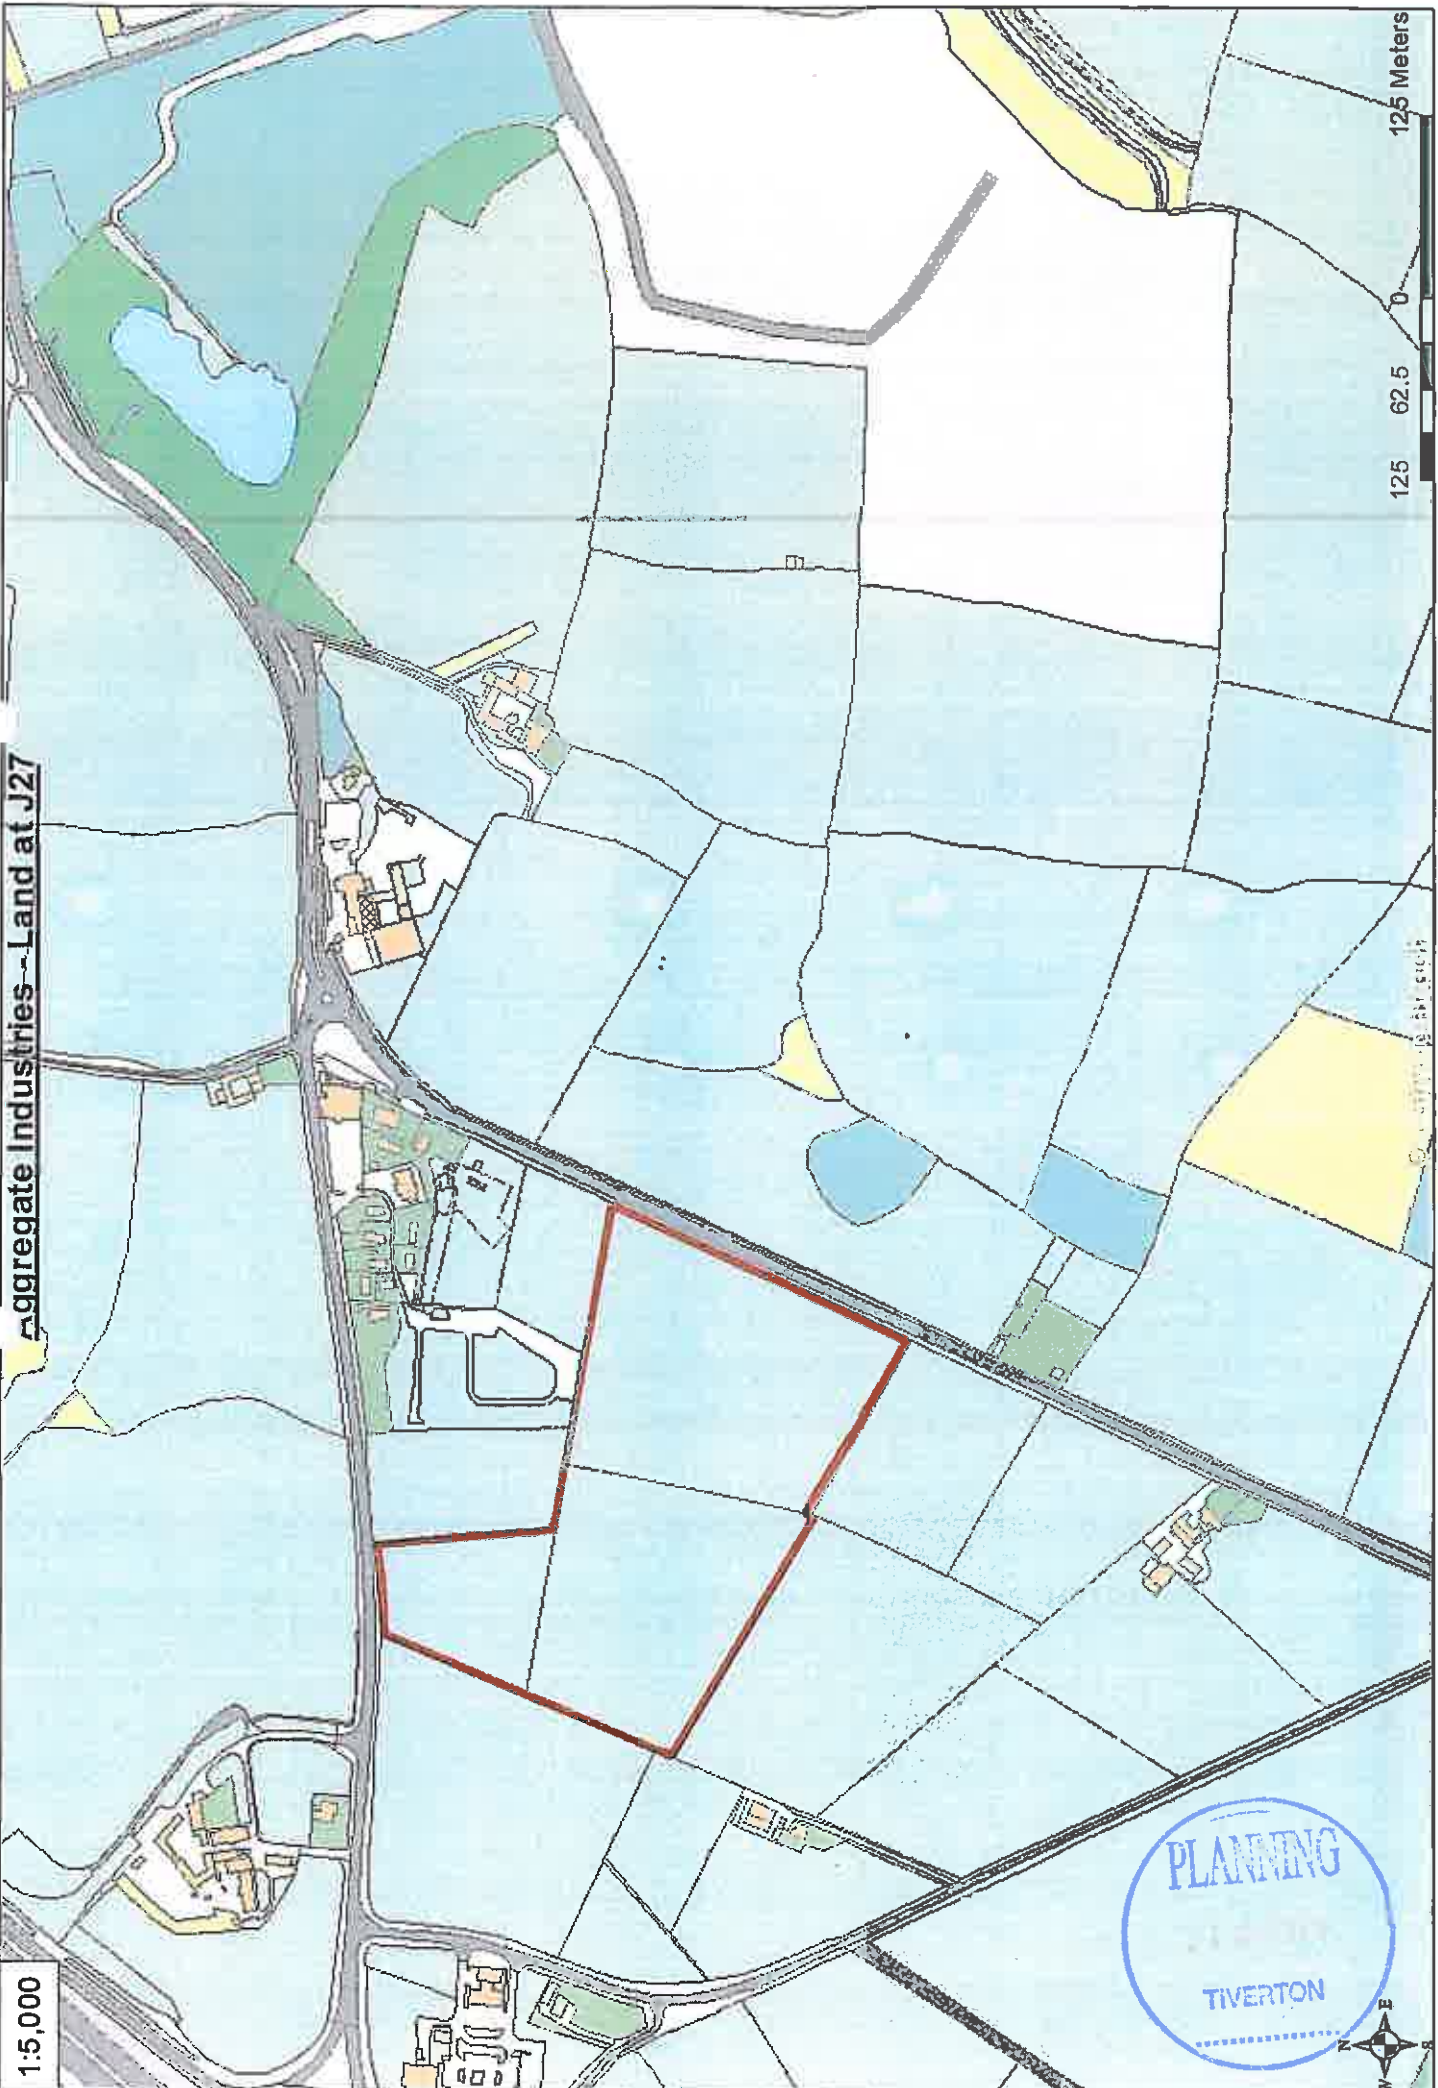 1:5,000
Aggregate Industries - Land at J27
125 62.5 0 125 Meters
PLANNING
TIVERTON
N
W E
S